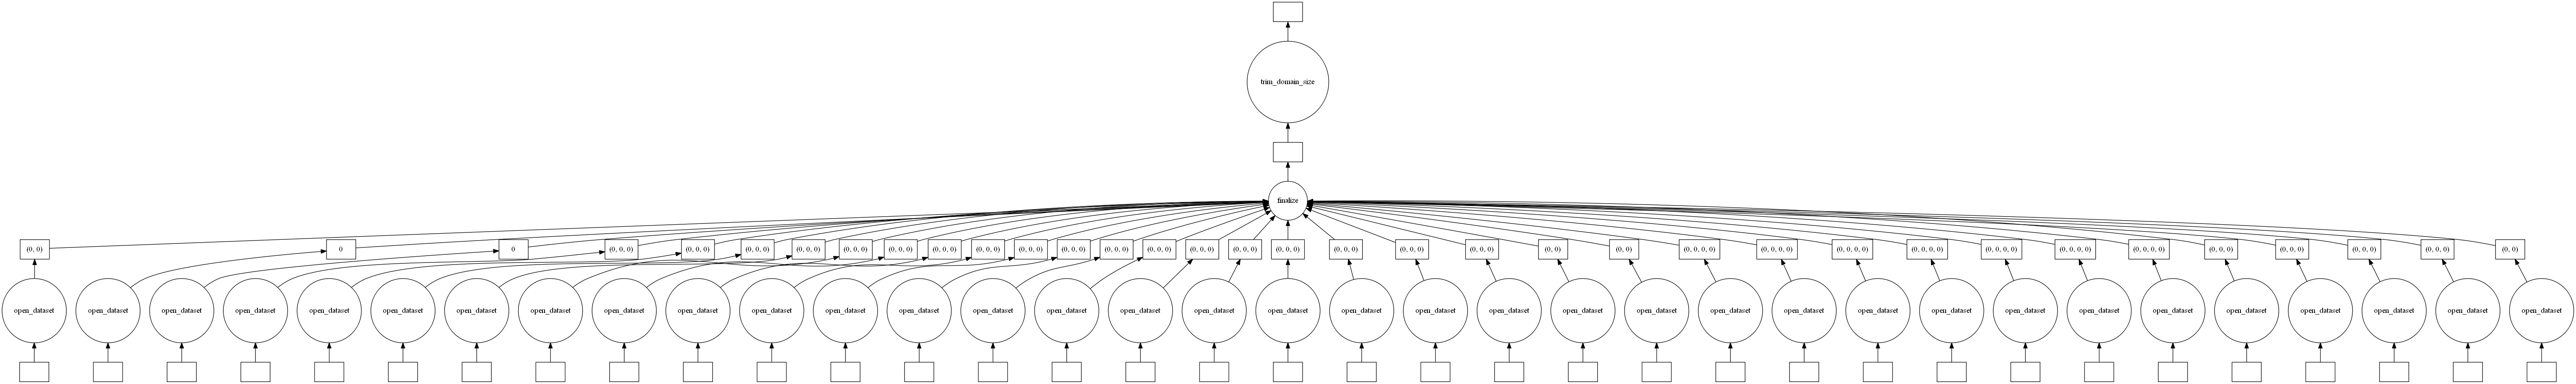 trim_domain_size
finalize
(0, 0) 0 0 (0, 0, 0) (0, 0, 0) (0, 0, 0) (0, 0, 0) (0, 0, 0) (0, 0, 0) (0, 0, 0) (0, 0, 0) (0, 0, 0) (0, 0, 0) (0, 0, 0) (0, 0, 0) (0, 0, 0) (0, 0, 0) (0, 0, 0) (0, 0, 0) (0, 0, 0) (0, 0, 0) (0, 0) (0, 0) (0, 0, 0, 0) (0, 0, 0, 0) (0, 0, 0, 0) (0, 0, 0, 0) (0, 0, 0, 0) (0, 0, 0, 0) (0, 0, 0, 0) (0, 0, 0) (0, 0, 0) (0, 0, 0) (0, 0, 0) (0, 0)
open_dataset open_dataset open_dataset open_dataset open_dataset open_dataset open_dataset open_dataset open_dataset open_dataset open_dataset open_dataset open_dataset open_dataset open_dataset open_dataset open_dataset open_dataset open_dataset open_dataset open_dataset open_dataset open_dataset open_dataset open_dataset open_dataset open_dataset open_dataset open_dataset open_dataset open_dataset open_dataset open_dataset open_dataset open_dataset